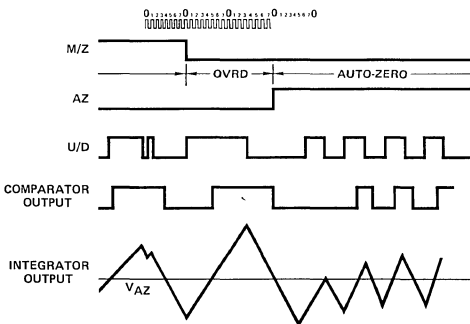 0 1 2 3 4 5 6 7 0 1 2 3 4 5 6 7 0 1 2 3 4 5 6 7 0 1 2 3 4 5 6 7 0
M/Z
OVRD
AUTO-ZERO
AZ
U/D
COMPARATOR
OUTPUT
INTEGRATOR
OUTPUT
VAZ